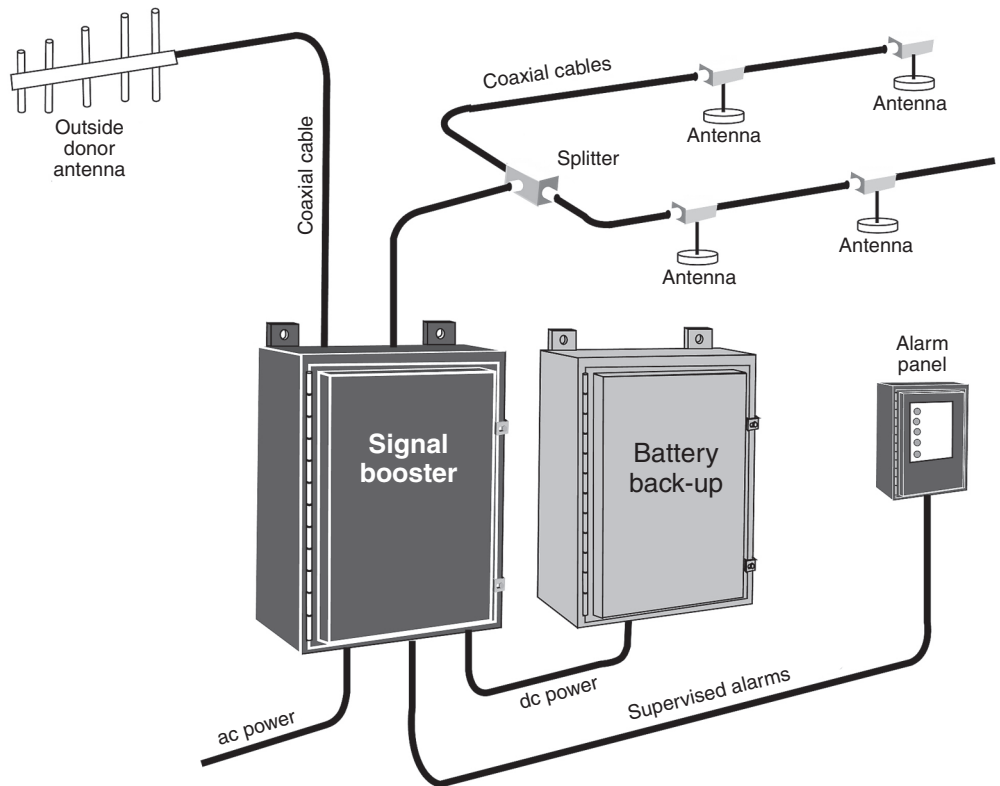 Outside
donor
antenna
Coaxial cable
Coaxial cables
Splitter
Antenna
Antenna
Antenna
Antenna
Signal
booster
Battery
back-up
Alarm
panel
ac power
dc power
Supervised alarms